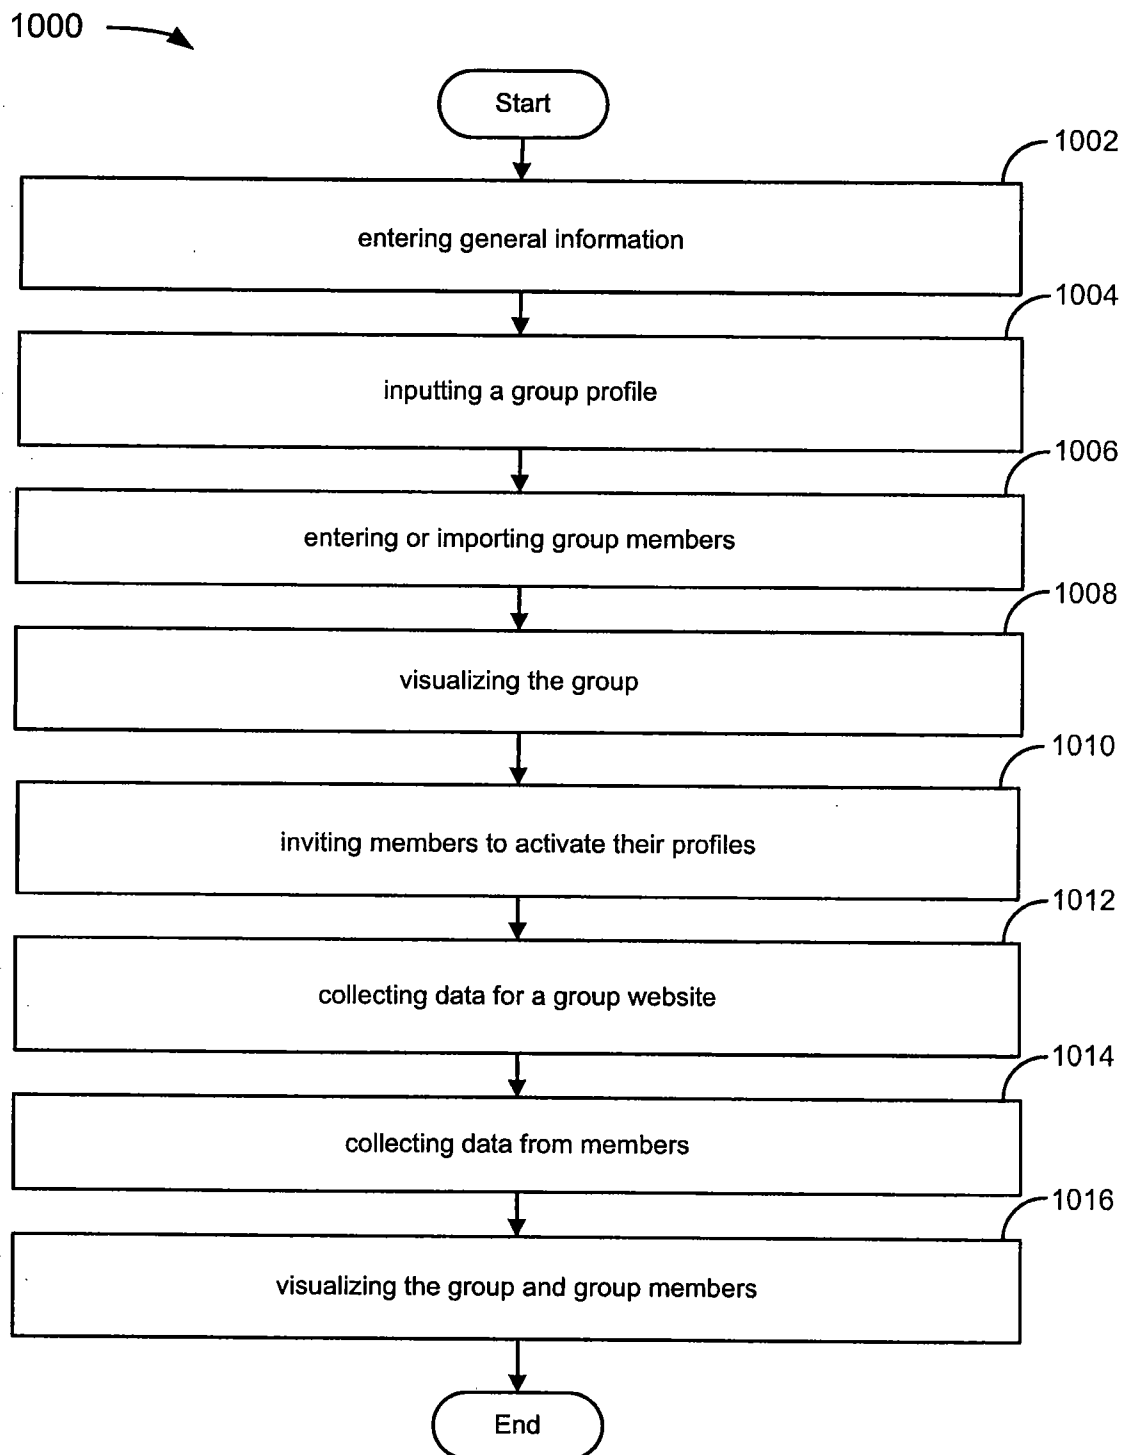 1000
Start
1002
entering general information
1004
inputting a group profile
1006
entering or importing group members
1008
visualizing the group
1010
inviting members to activate their profiles
1012
collecting data for a group website
1014
collecting data from members
1016
visualizing the group and group members
End